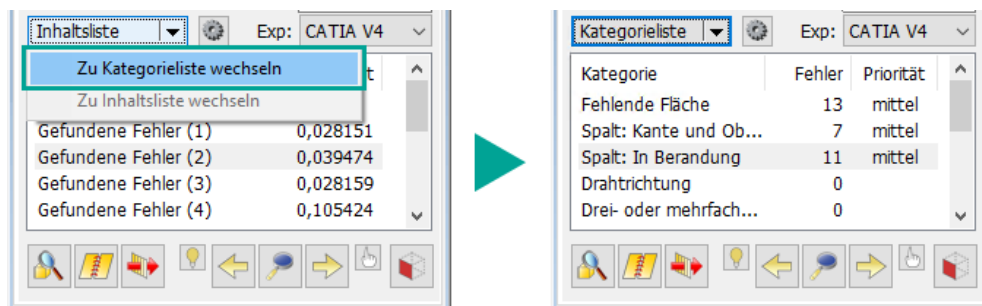 Inhaltsliste Exp: CATIA V4
Zu Kategorieliste wechseln t
Zu Inhaltsliste wechseln
Gefundene Fehler (1) 0,028151
Gefundene Fehler (2) 0,039474
Gefundene Fehler (3) 0,028159
Gefundene Fehler (4) 0,105424
Kategorieliste Exp: CATIA V4
Kategorie Fehler Priorität
Fehlende Fläche 13 mittel
Spalt: Kante und Ob... 7 mittel
Spalt: In Berandung 11 mittel
Drahtrichtung 0
Drei- oder mehrfach... 0